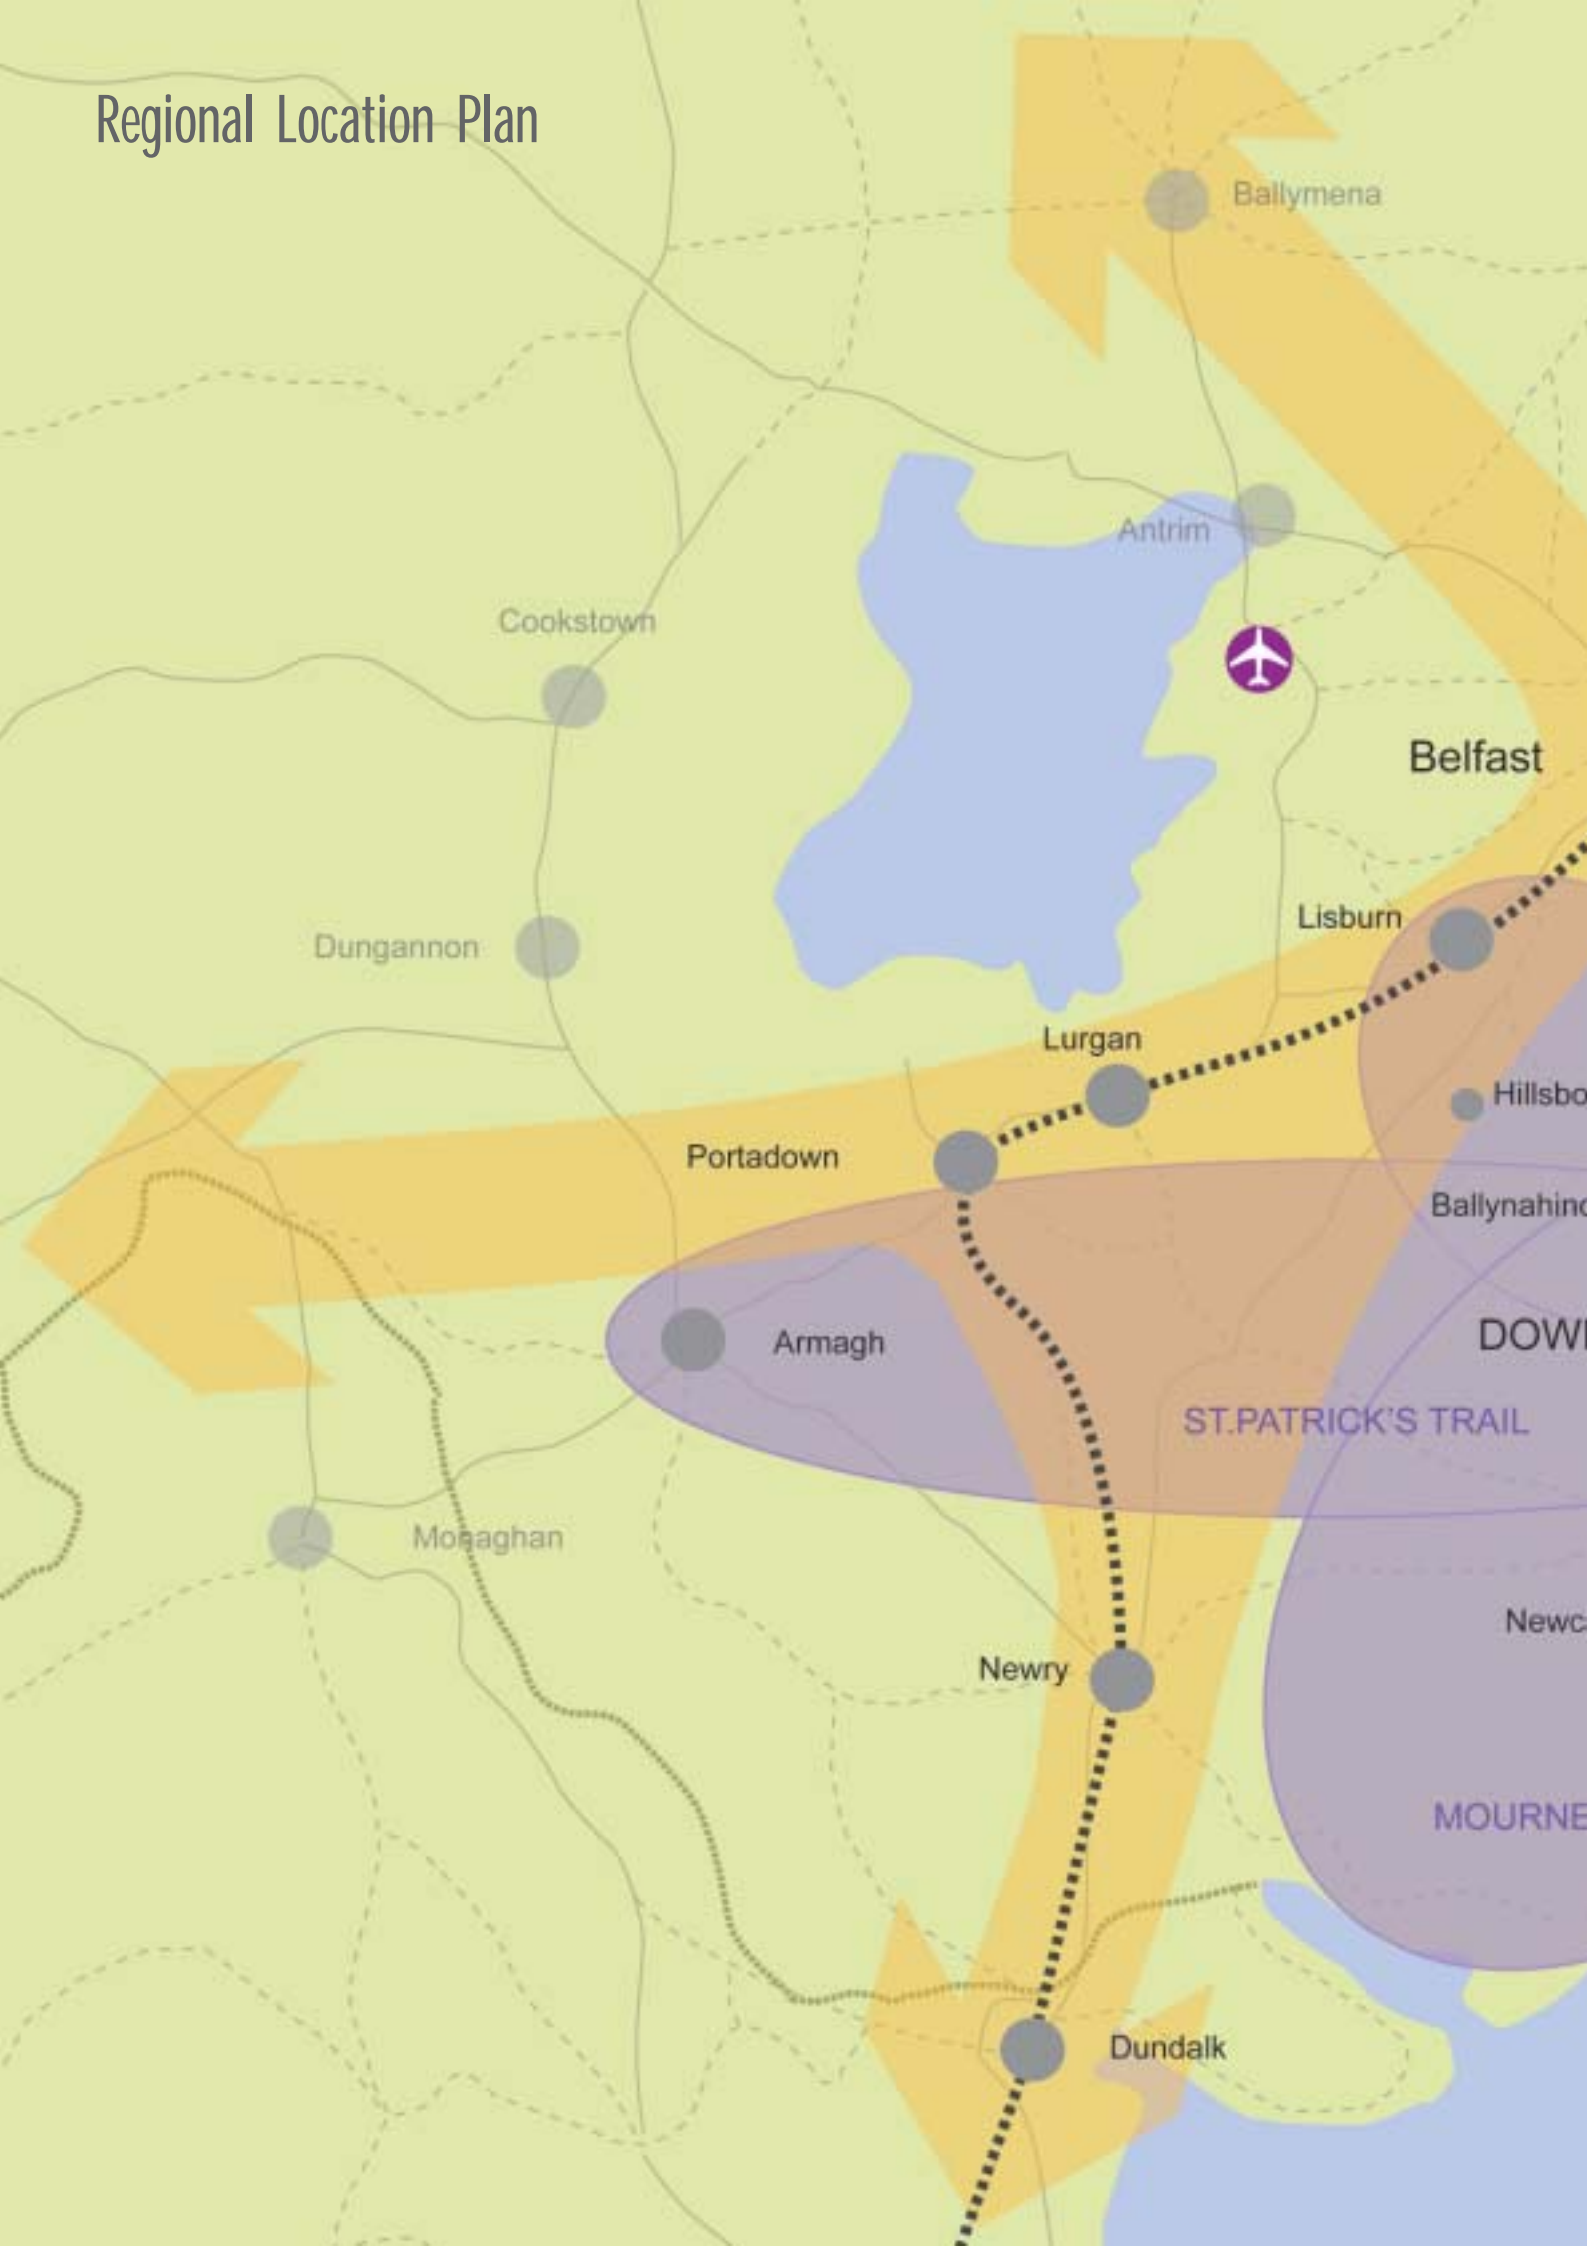 Regional Location Plan
Ballymena
Antrim
Cookstown
Belfast
Lisburn
Dungannon
Lurgan
Hillsbo
Portadown
Ballynahinc
DOW
Armagh
ST.PATRICK'S TRAIL
Monaghan
Newc
Newry
MOURNE
Dundalk